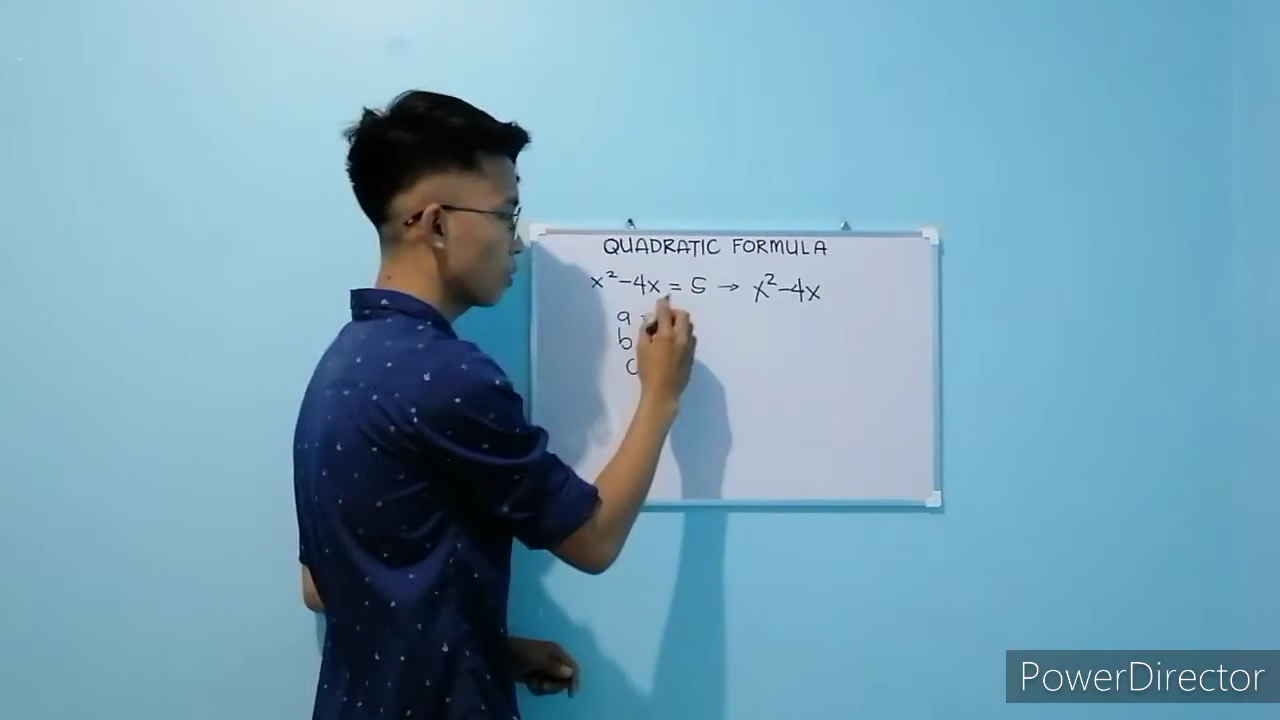 QUADRATIC FORMULA
x² - 4x = 5 → x² - 4x
a
b
c
PowerDirector